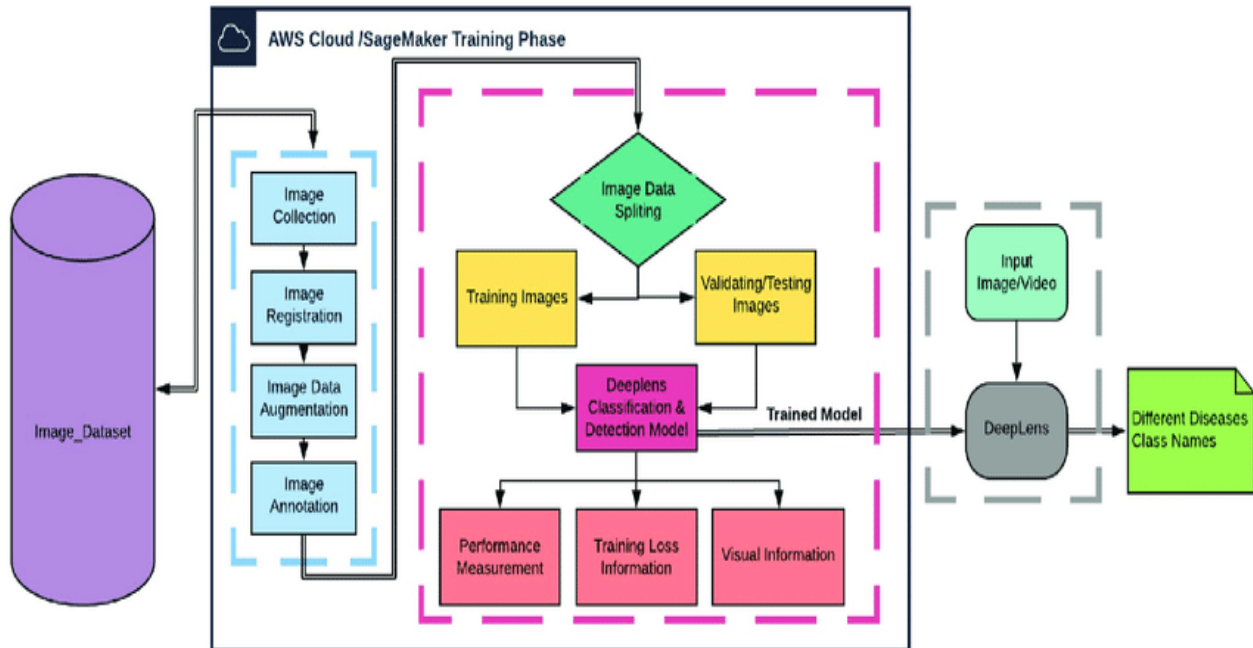 AWS Cloud /SageMaker Training Phase
Image_Dataset
Image
Collection
Image
Registration
Image Data
Augmentation
Image
Annotation
Image Data
Spliting
Training Images
Validating/Testing
Images
Deeplens
Classification &
Detection Model
Trained Model
Performance
Measurement
Training Loss
Information
Visual Information
Input
Image/Video
DeepLens
Different Diseases
Class Names